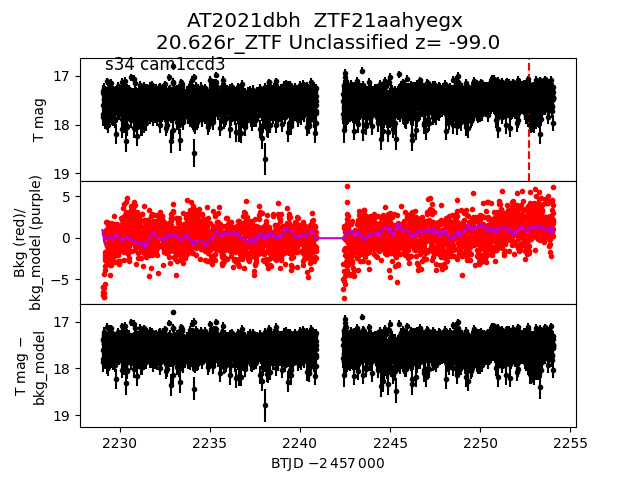 AT2021dbh  ZTF21aahyegx
20.626r_ZTF Unclassified z= -99.0
s34 cam1ccd3
T mag
17
18
19
Bkg (red)/
bkg_model (purple)
5
0
−5
T mag −
bkg_model
17
18
19
2230
2235
2240
2245
2250
2255
BTJD −2 457 000